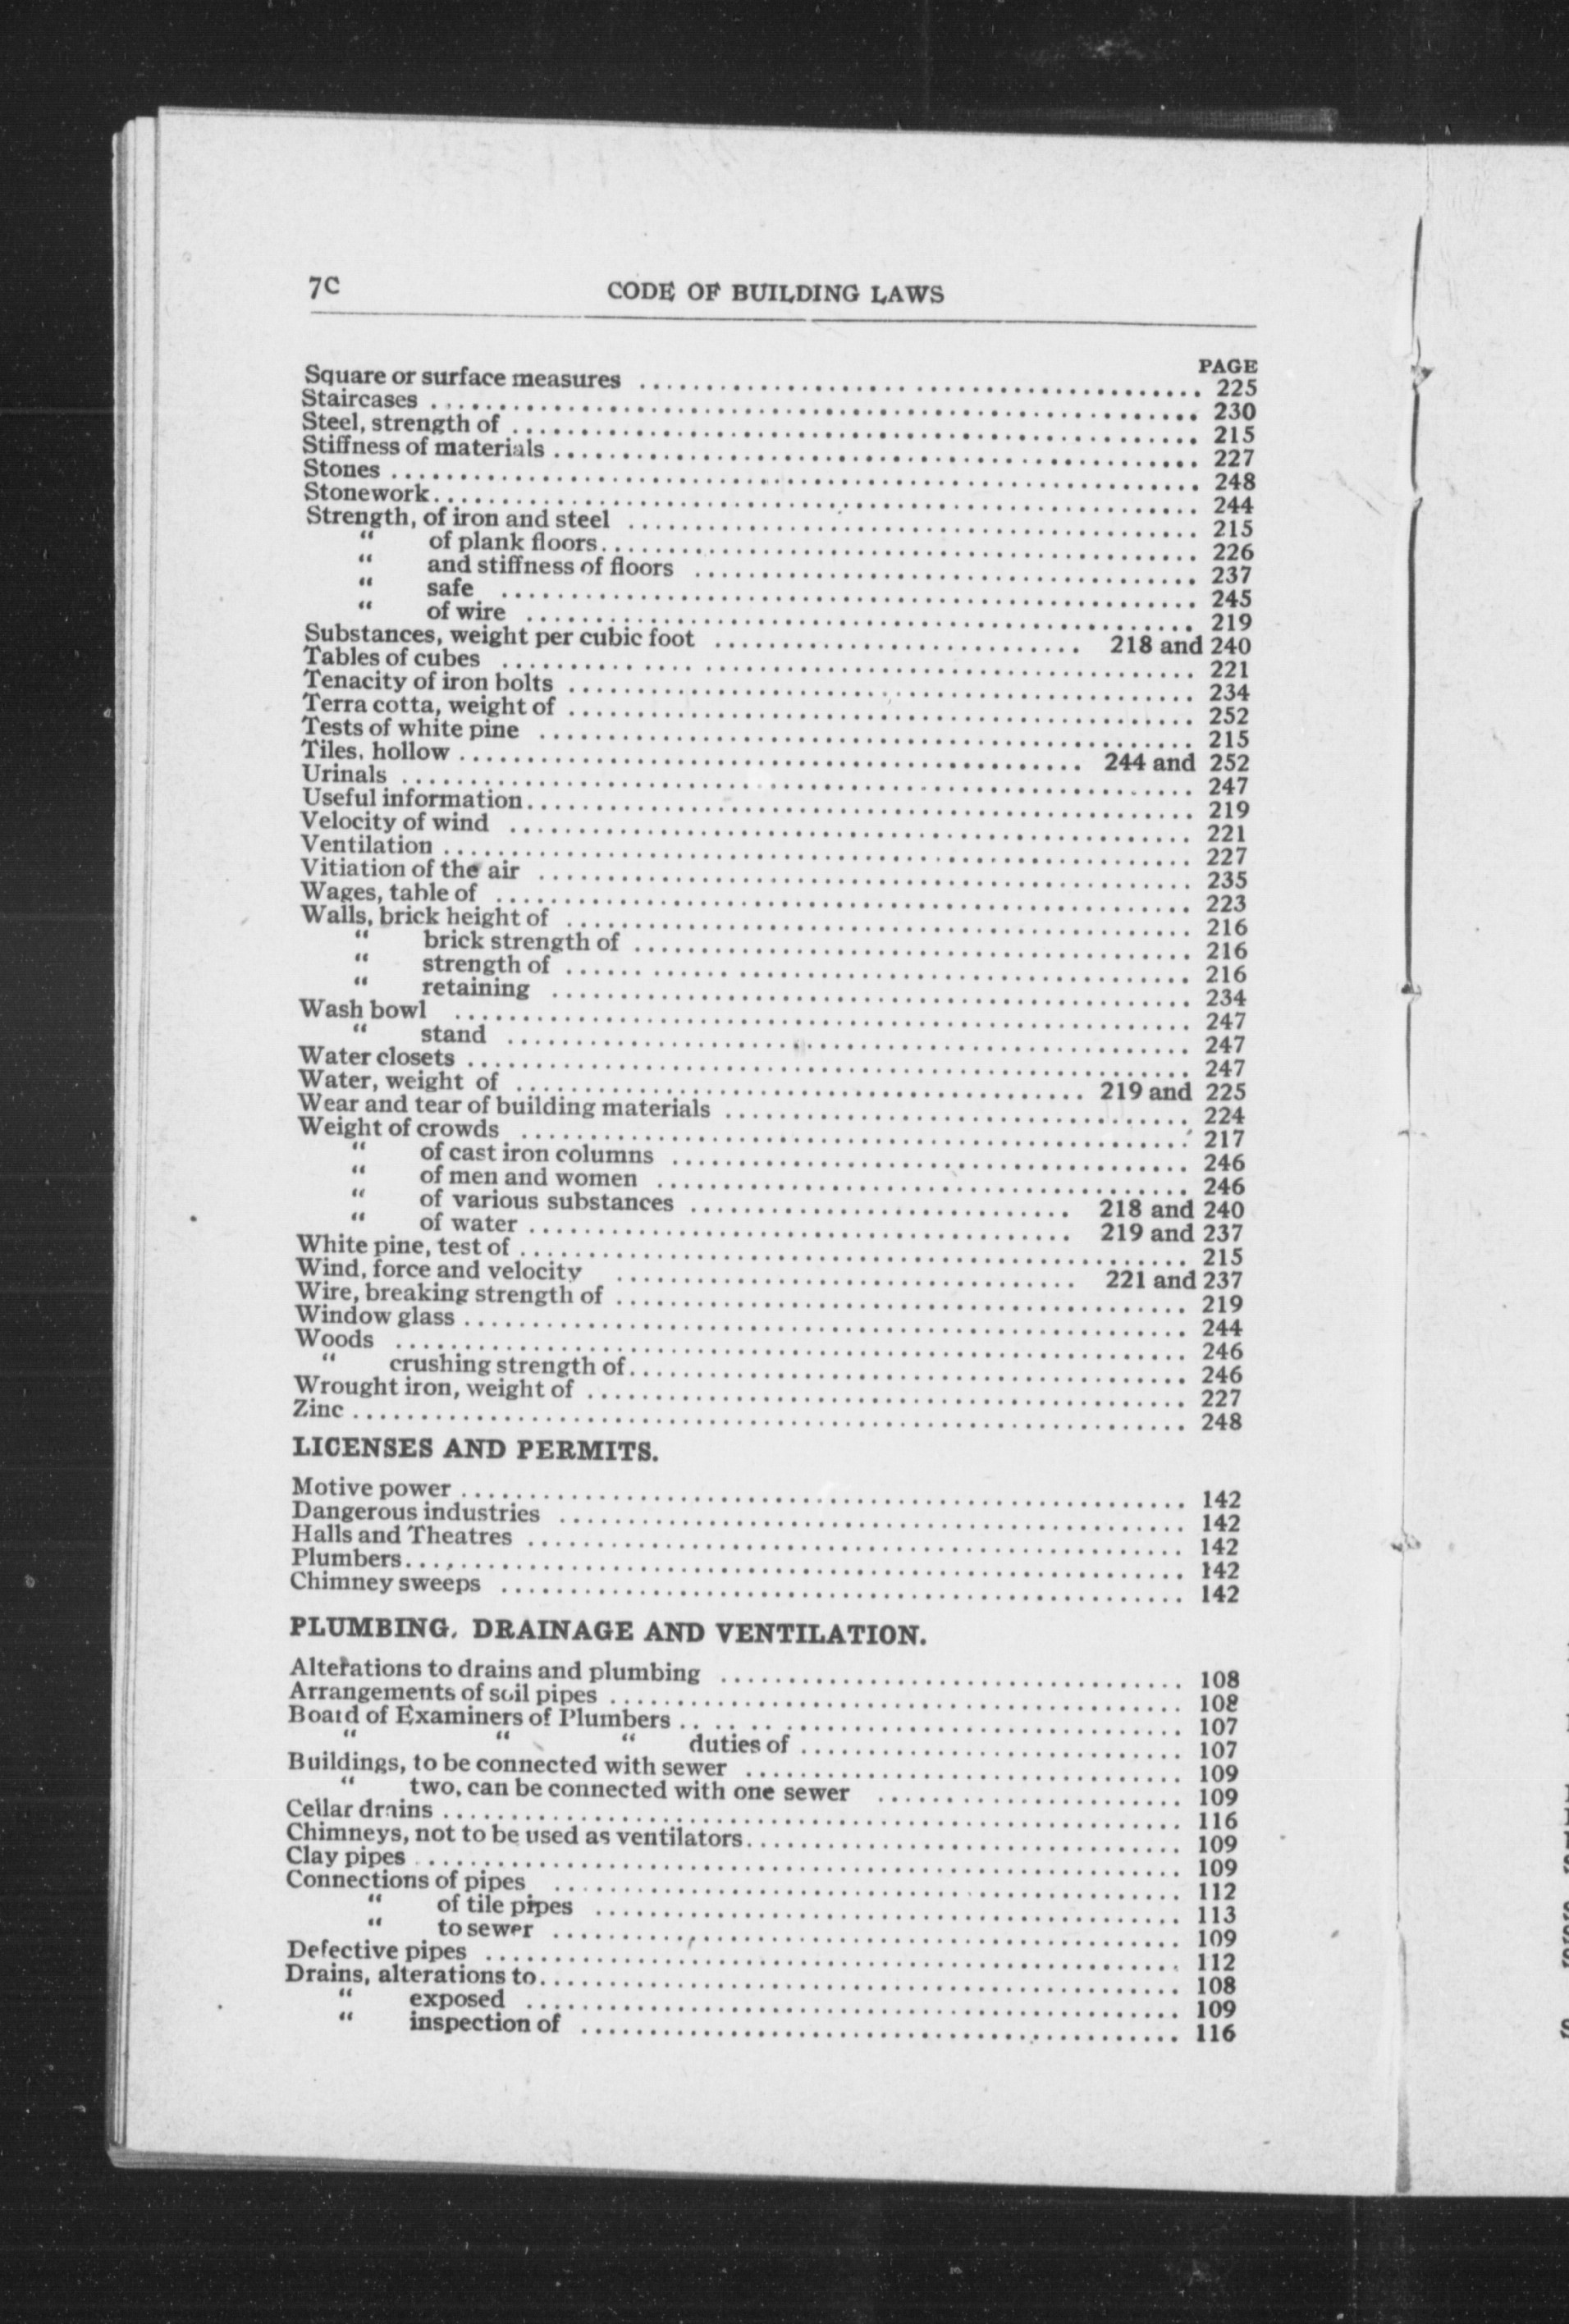 7C CODE OF BUILDING LAWS
PAGE
Square or surface measures ........ 225
Staircases ........ 230
Steel, strength of ........ 215
Stiffness of materials ........ 227
Stones ........ 248
Stonework ........ 244
Strength, of iron and steel ........ 215
“ of plank floors ........ 226
“ and stiffness of floors ........ 237
“ safe ........ 245
“ of wire ........ 219
Substances, weight per cubic foot ........ 218 and 240
Tables of cubes ........ 221
Tenacity of iron bolts ........ 234
Terra cotta, weight of ........ 252
Tests of white pine ........ 215
Tiles, hollow ........ 244 and 252
Urinals ........ 247
Useful information ........ 219
Velocity of wind ........ 221
Ventilation ........ 227
Vitiation of the air ........ 235
Wages, table of ........ 223
Walls, brick height of ........ 216
“ brick strength of ........ 216
“ strength of ........ 216
“ retaining ........ 234
Wash bowl ........ 247
“ stand ........ 247
Water closets ........ 247
Water, weight of ........ 219 and 225
Wear and tear of building materials ........ 224
Weight of crowds ........ 217
“ of cast iron columns ........ 246
“ of men and women ........ 246
“ of various substances ........ 218 and 240
“ of water ........ 219 and 237
White pine, test of ........ 215
Wind, force and velocity ........ 221 and 237
Wire, breaking strength of ........ 219
Window glass ........ 244
Woods ........ 246
“ crushing strength of ........ 246
Wrought iron, weight of ........ 227
Zinc ........ 248
LICENSES AND PERMITS.
Motive power ........ 142
Dangerous industries ........ 142
Halls and Theatres ........ 142
Plumbers ........ 142
Chimney sweeps ........ 142
PLUMBING, DRAINAGE AND VENTILATION.
Alterations to drains and plumbing ........ 108
Arrangements of soil pipes ........ 108
Board of Examiners of Plumbers ........ 107
“ “ “ duties of ........ 107
Buildings, to be connected with sewer ........ 109
“ two, can be connected with one sewer ........ 109
Cellar drains ........ 116
Chimneys, not to be used as ventilators ........ 109
Clay pipes ........ 109
Connections of pipes ........ 112
“ of tile pipes ........ 113
“ to sewer ........ 109
Defective pipes ........ 112
Drains, alterations to ........ 108
“ exposed ........ 109
“ inspection of ........ 116